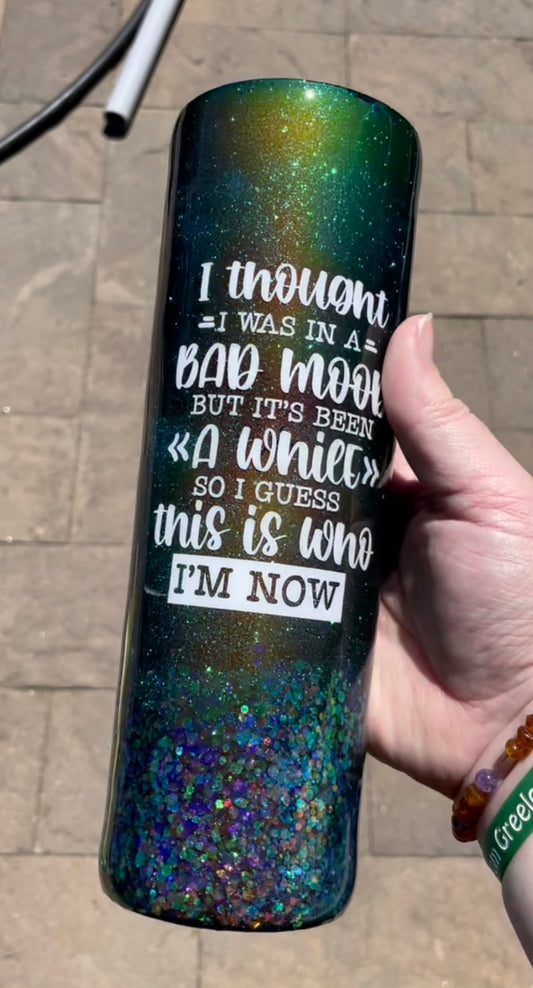 I thought
I WAS IN A
BAD MOOD
BUT IT'S BEEN
«A while»
SO I GUESS
this is who
I'M NOW